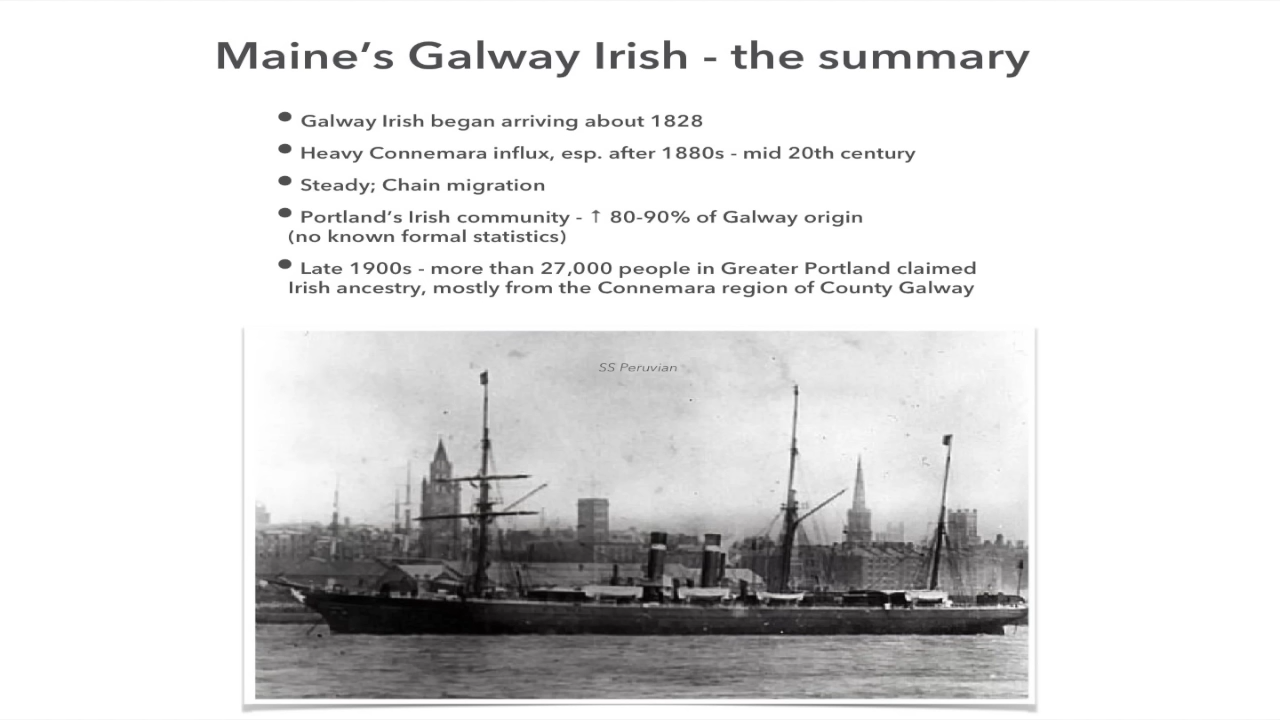 Maine’s Galway Irish - the summary
• Galway Irish began arriving about 1828
• Heavy Connemara influx, esp. after 1880s - mid 20th century
• Steady; Chain migration
• Portland’s Irish community - ↑ 80-90% of Galway origin
(no known formal statistics)
• Late 1900s - more than 27,000 people in Greater Portland claimed
Irish ancestry, mostly from the Connemara region of County Galway
SS Peruvian